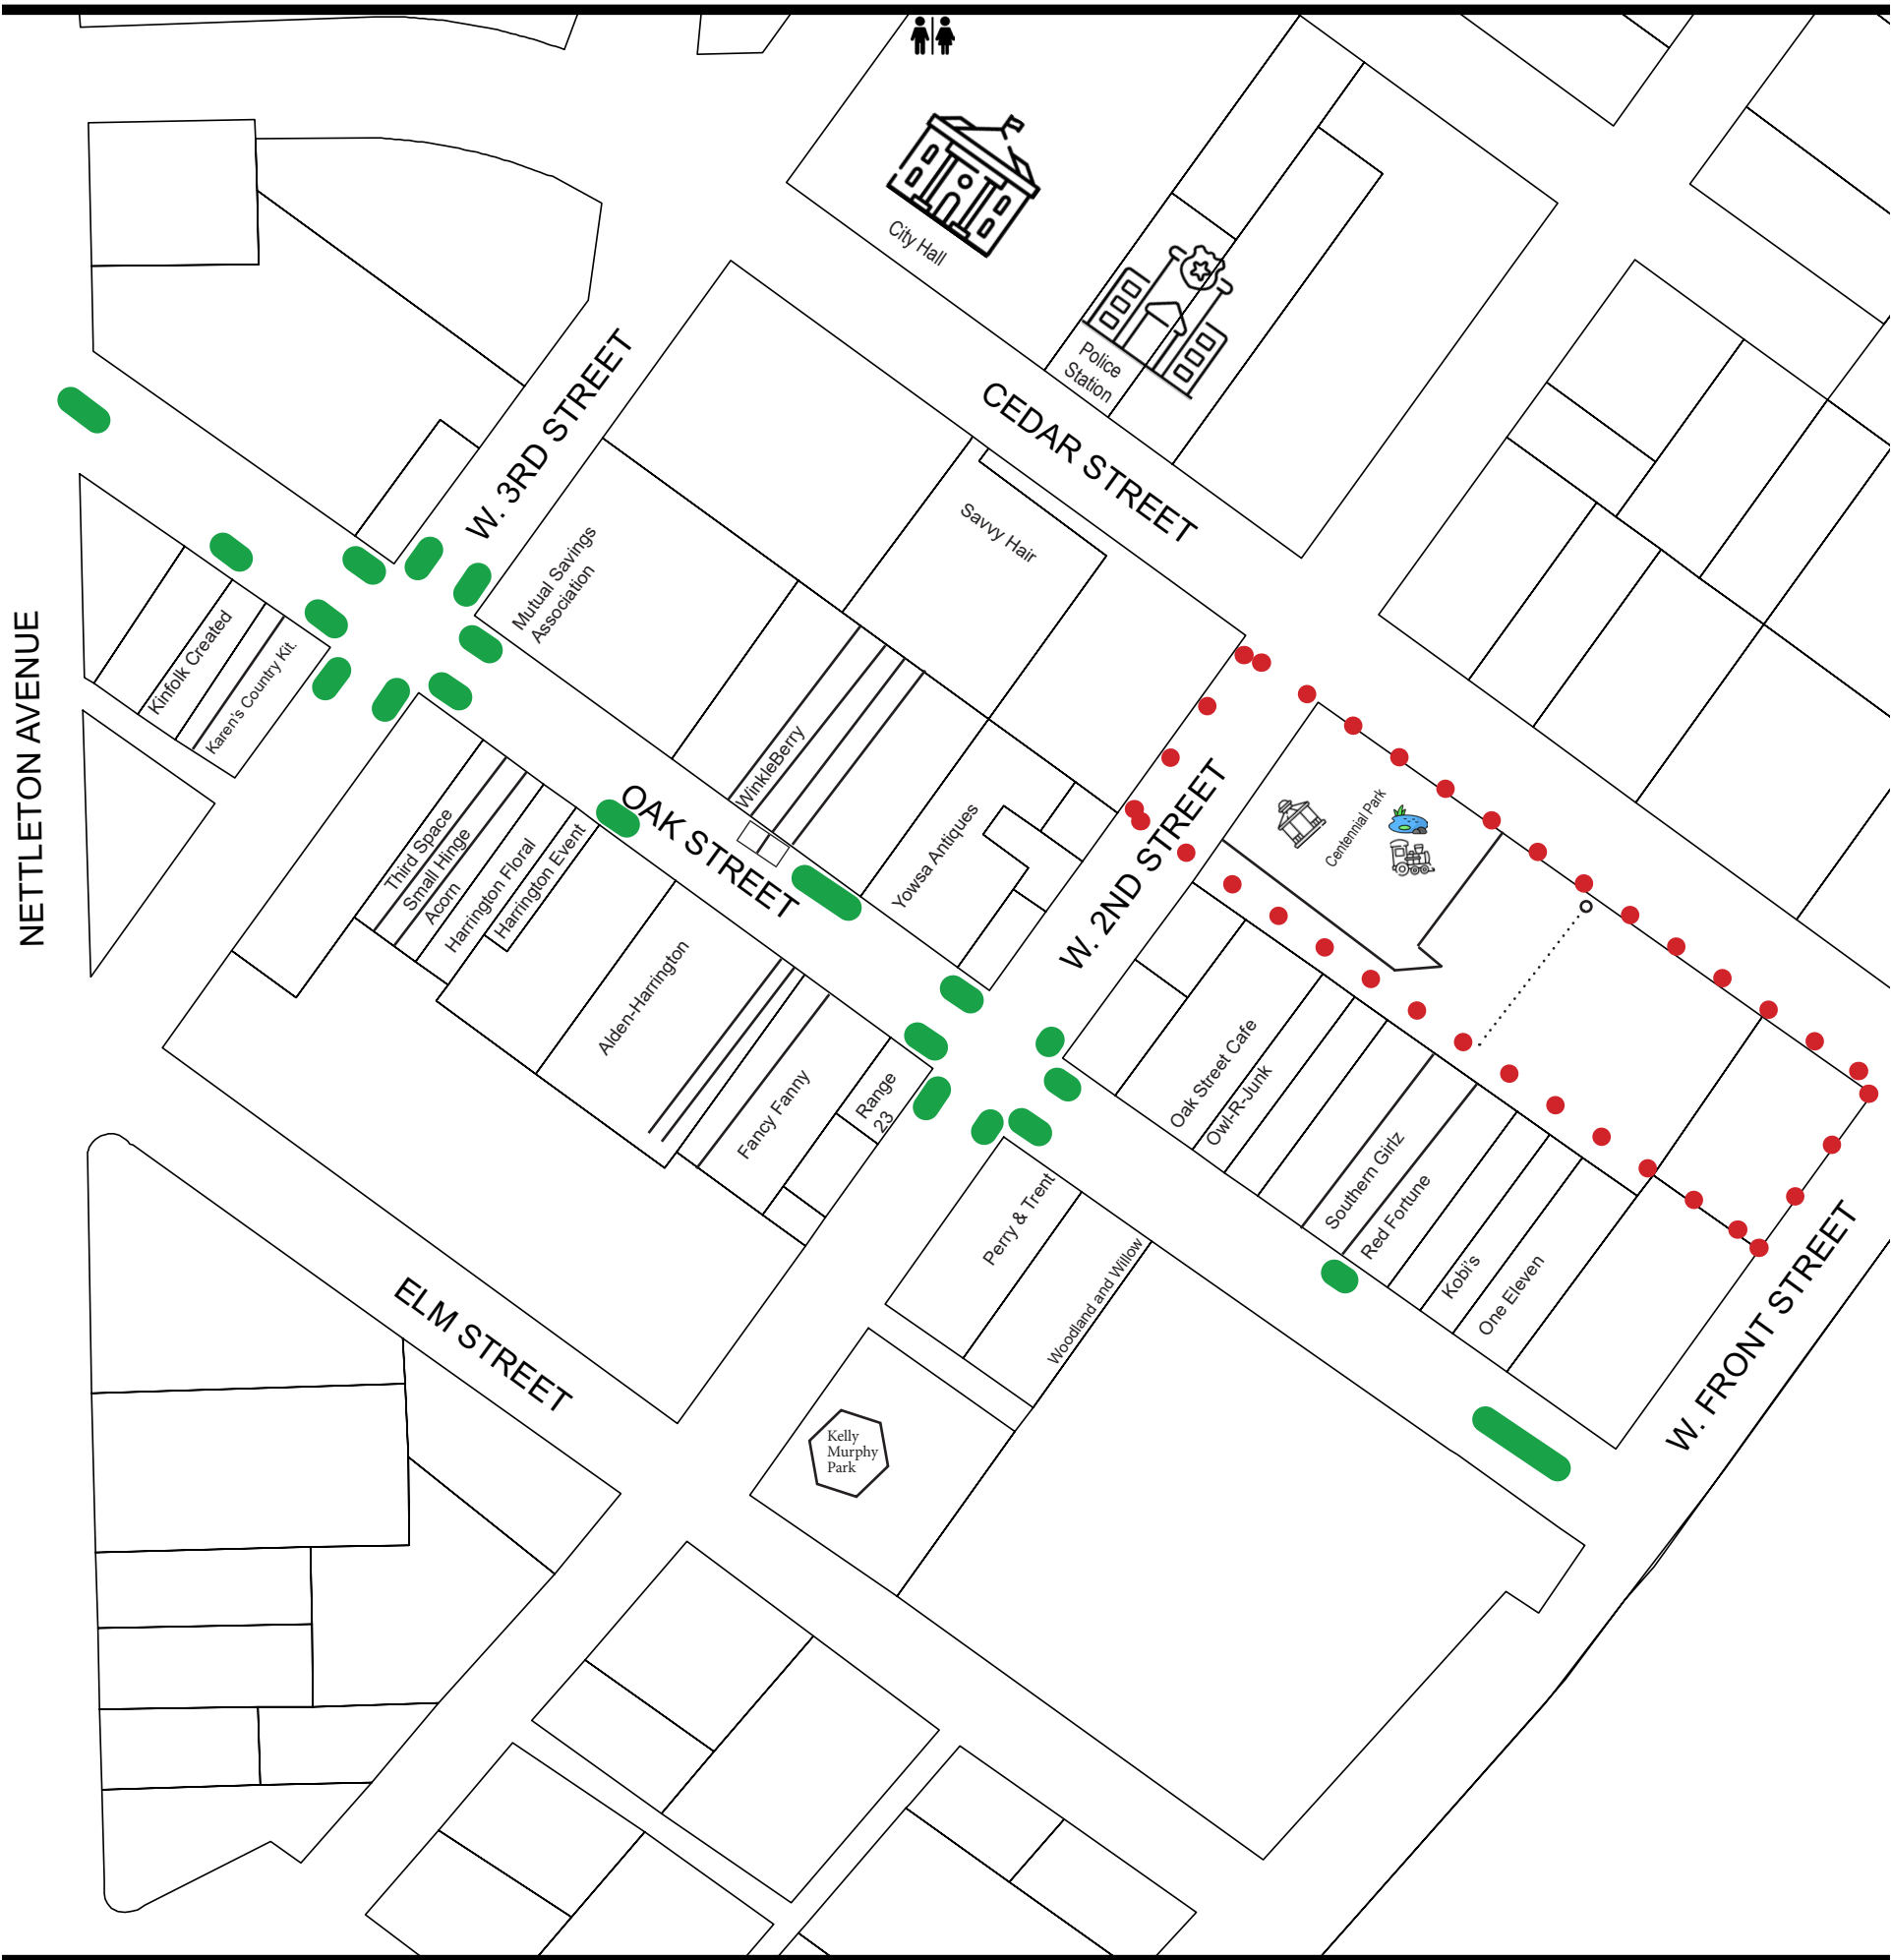 City Hall
Police
Station
CEDAR STREET
W. 3RD STREET
Mutual Savings
Association
Savvy Hair
NETTLETON AVENUE
Kinfolk Created
Karen's Country Kit.
WinkleBerry
OAK STREET
Yowsa Antiques
W. 2ND STREET
Centennial Park
Third Space
Small Hinge
Acorn
Harrington Floral
Harrington Event
Alden-Harrington
Fancy Fanny
Range
23
Oak Street Cafe
Owl-R-Junk
Southern Girlz
Red Fortune
Kobi's
One Eleven
Perry & Trent
Woodland and Willow
W. FRONT STREET
ELM STREET
Kelly
Murphy
Park